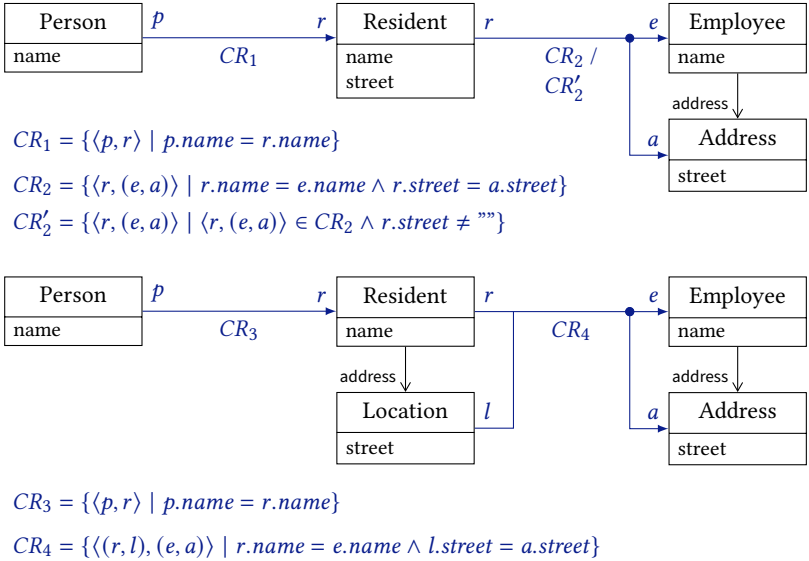 Person p r Resident r e Employee
name CR₁ name CR₂ / name
street CR′₂
address
CR₁ = {⟨p, r⟩ | p.name = r.name} a Address
CR₂ = {⟨r, (e, a)⟩ | r.name = e.name ∧ r.street = a.street} street
CR′₂ = {⟨r, (e, a)⟩ | ⟨r, (e, a)⟩ ∈ CR₂ ∧ r.street ≠ ””}
Person p r Resident r e Employee
name CR₃ name CR₄ name
address address
Location l a Address
street street
CR₃ = {⟨p, r⟩ | p.name = r.name}
CR₄ = {⟨(r, l), (e, a)⟩ | r.name = e.name ∧ l.street = a.street}